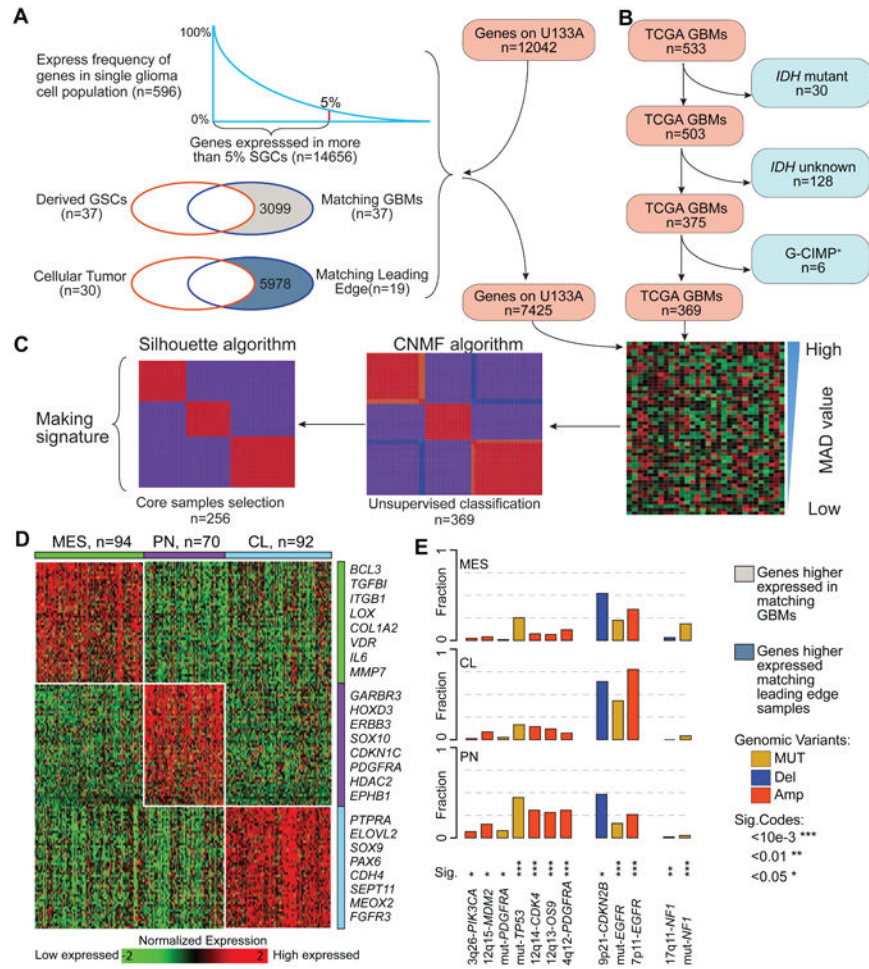 A
100%
Express frequency of
genes in single glioma
cell population (n=596)
5%
0%
Genes expresssed in more
than 5% SGCs (n=14656)
Derived GSCs
(n=37)
3099
Matching GBMs
(n=37)
Cellular Tumor
(n=30)
5978
Matching Leading
Edge(n=19)
Genes on U133A
n=12042
Genes on U133A
n=7425
B
TCGA GBMs
n=533
IDH mutant
n=30
TCGA GBMs
n=503
IDH unknown
n=128
TCGA GBMs
n=375
G-CIMP+
n=6
TCGA GBMs
n=369
C
Silhouette algorithm
CNMF algorithm
High
MAD value
Low
Making
signature
Core samples selection
n=256
Unsupervised classification
n=369
D
MES, n=94
PN, n=70
CL, n=92
BCL3
TGFBI
ITGB1
LOX
COL1A2
VDR
IL6
MMP7
GARBR3
HOXD3
ERBB3
SOX10
CDKN1C
PDGFRA
HDAC2
EPHB1
PTPRA
ELOVL2
SOX9
PAX6
CDH4
SEPT11
MEOX2
FGFR3
Normalized Expression
Low expressed
-2
2
High expressed
E
MES
Fraction
1
0
CL
Fraction
1
0
PN
Fraction
1
0
Sig.
* * * *** *** *** *** * *** *** ** ***
3q26-PIK3CA
12q15-MDM2
mut-PDGFRA
mut-TP53
12q14-CDK4
12q13-OS9
4q12-PDGFRA
9p21-CDKN2B
mut-EGFR
7p11-EGFR
17q11-NF1
mut-NF1
Genes higher
expressed in
matching
GBMs
Genes higher
expressed
matching
leading edge
samples
Genomic Variants:
MUT
Del
Amp
Sig.Codes:
<10e-3 ***
<0.01 **
<0.05 *